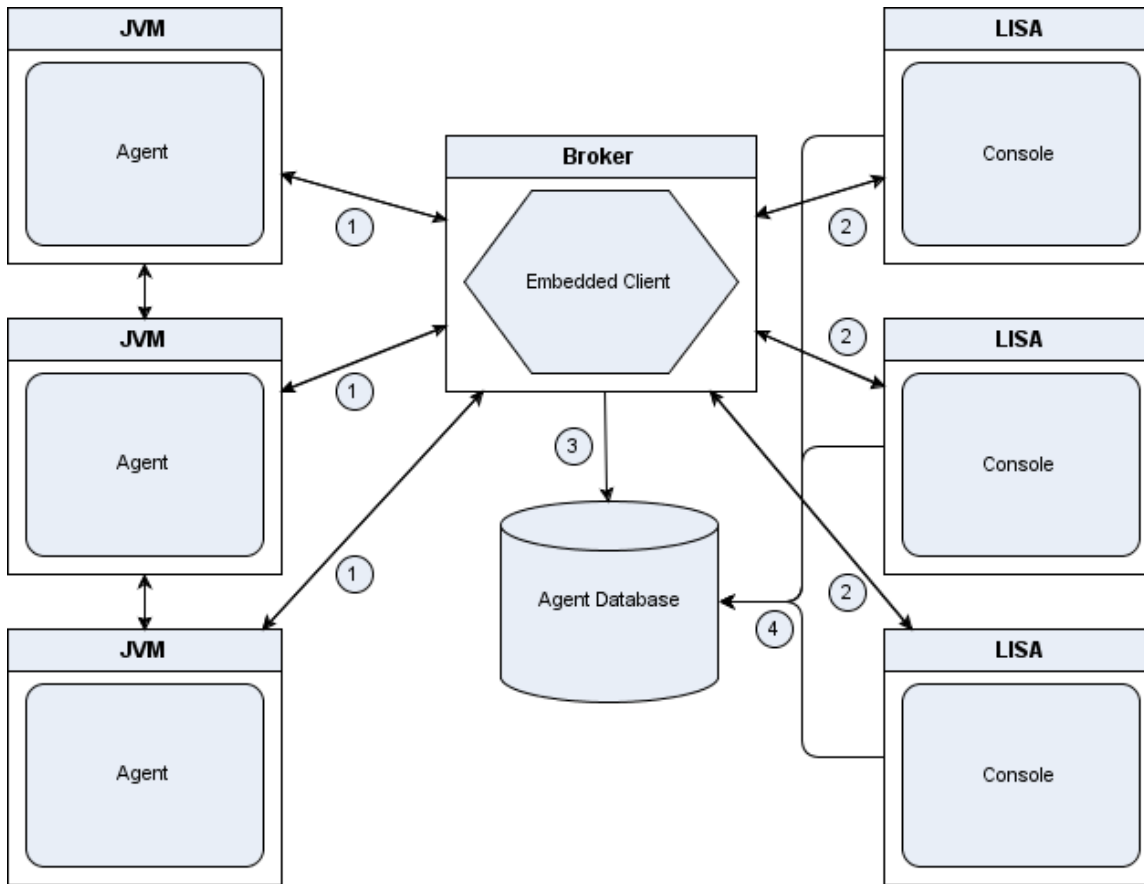 JVM
Agent
1
JVM
Agent
1
JVM
Agent
1
Broker
Embedded Client
3
Agent Database
4
LISA
Console
2
LISA
Console
2
LISA
Console
2